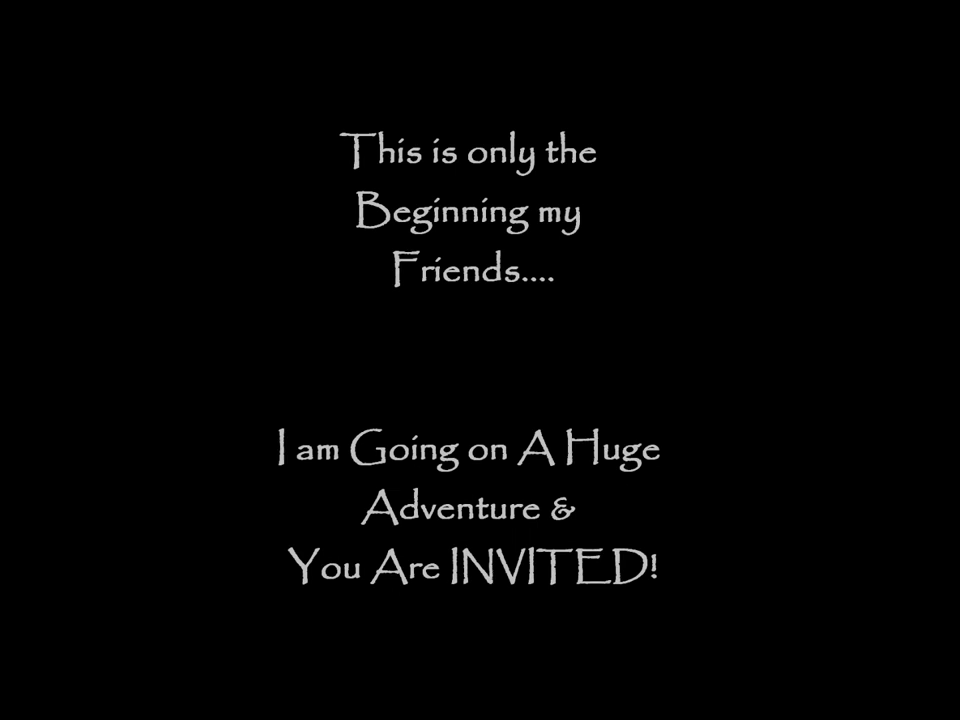 This is only the
Beginning my
Friends....
I am Going on A Huge
Adventure &
You Are INVITED!